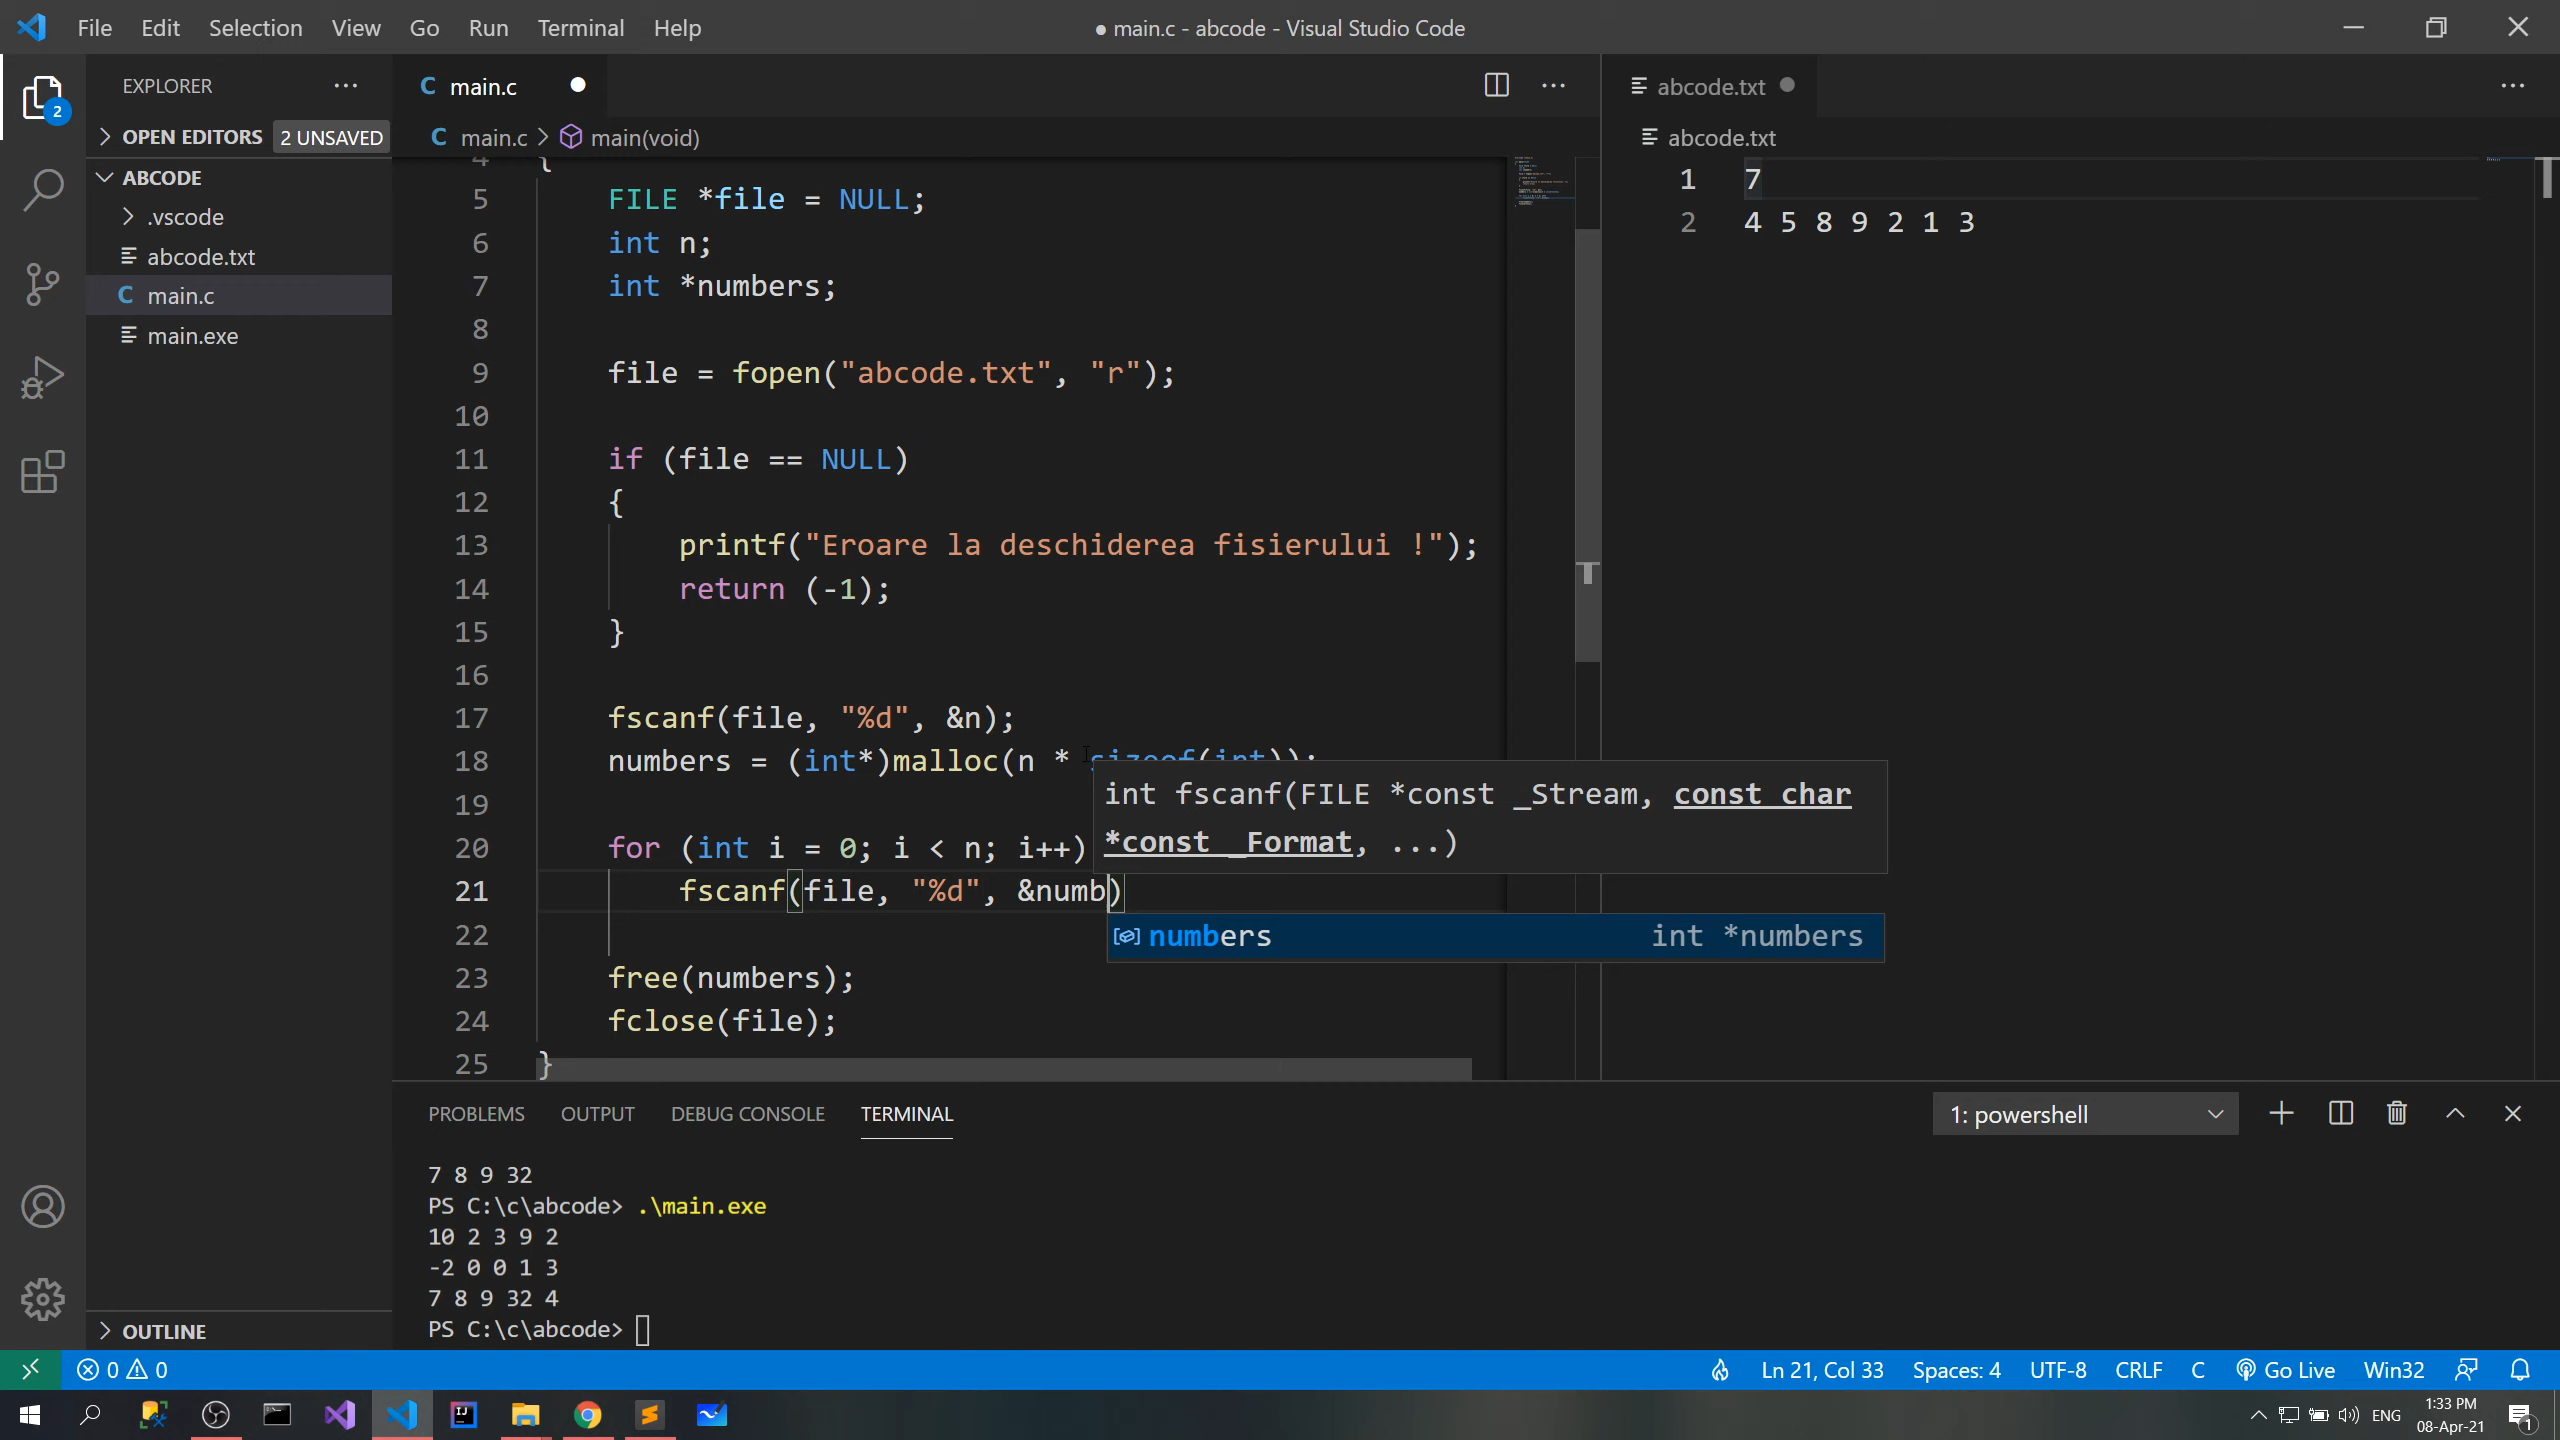 File Edit Selection View Go Run Terminal Help
● main.c - abcode - Visual Studio Code
EXPLORER
2
OPEN EDITORS 2 UNSAVED
ABCODE
.vscode
abcode.txt
C main.c
main.exe
OUTLINE
C main.c ●
C main.c > main(void)
4 {
5 FILE *file = NULL;
6 int n;
7 int *numbers;
8
9 file = fopen("abcode.txt", "r");
10
11 if (file == NULL)
12 {
13 printf("Eroare la deschiderea fisierului !");
14 return (-1);
15 }
16
17 fscanf(file, "%d", &n);
18 numbers = (int*)malloc(n * sizeof(int));
19
20 for (int i = 0; i < n; i++)
21 fscanf(file, "%d", &numb)
22
23 free(numbers);
24 fclose(file);
25 }
int fscanf(FILE *const _Stream, const char
*const _Format, ...)
numbers int *numbers
abcode.txt ●
abcode.txt
1 7
2 4 5 8 9 2 1 3
PROBLEMS OUTPUT DEBUG CONSOLE TERMINAL
1: powershell
7 8 9 32
PS C:\c\abcode> .\main.exe
10 2 3 9 2
-2 0 0 1 3
7 8 9 32 4
PS C:\c\abcode>
0 0
Ln 21, Col 33 Spaces: 4 UTF-8 CRLF C Go Live Win32
IJ
ENG
1:33 PM
08-Apr-21
1